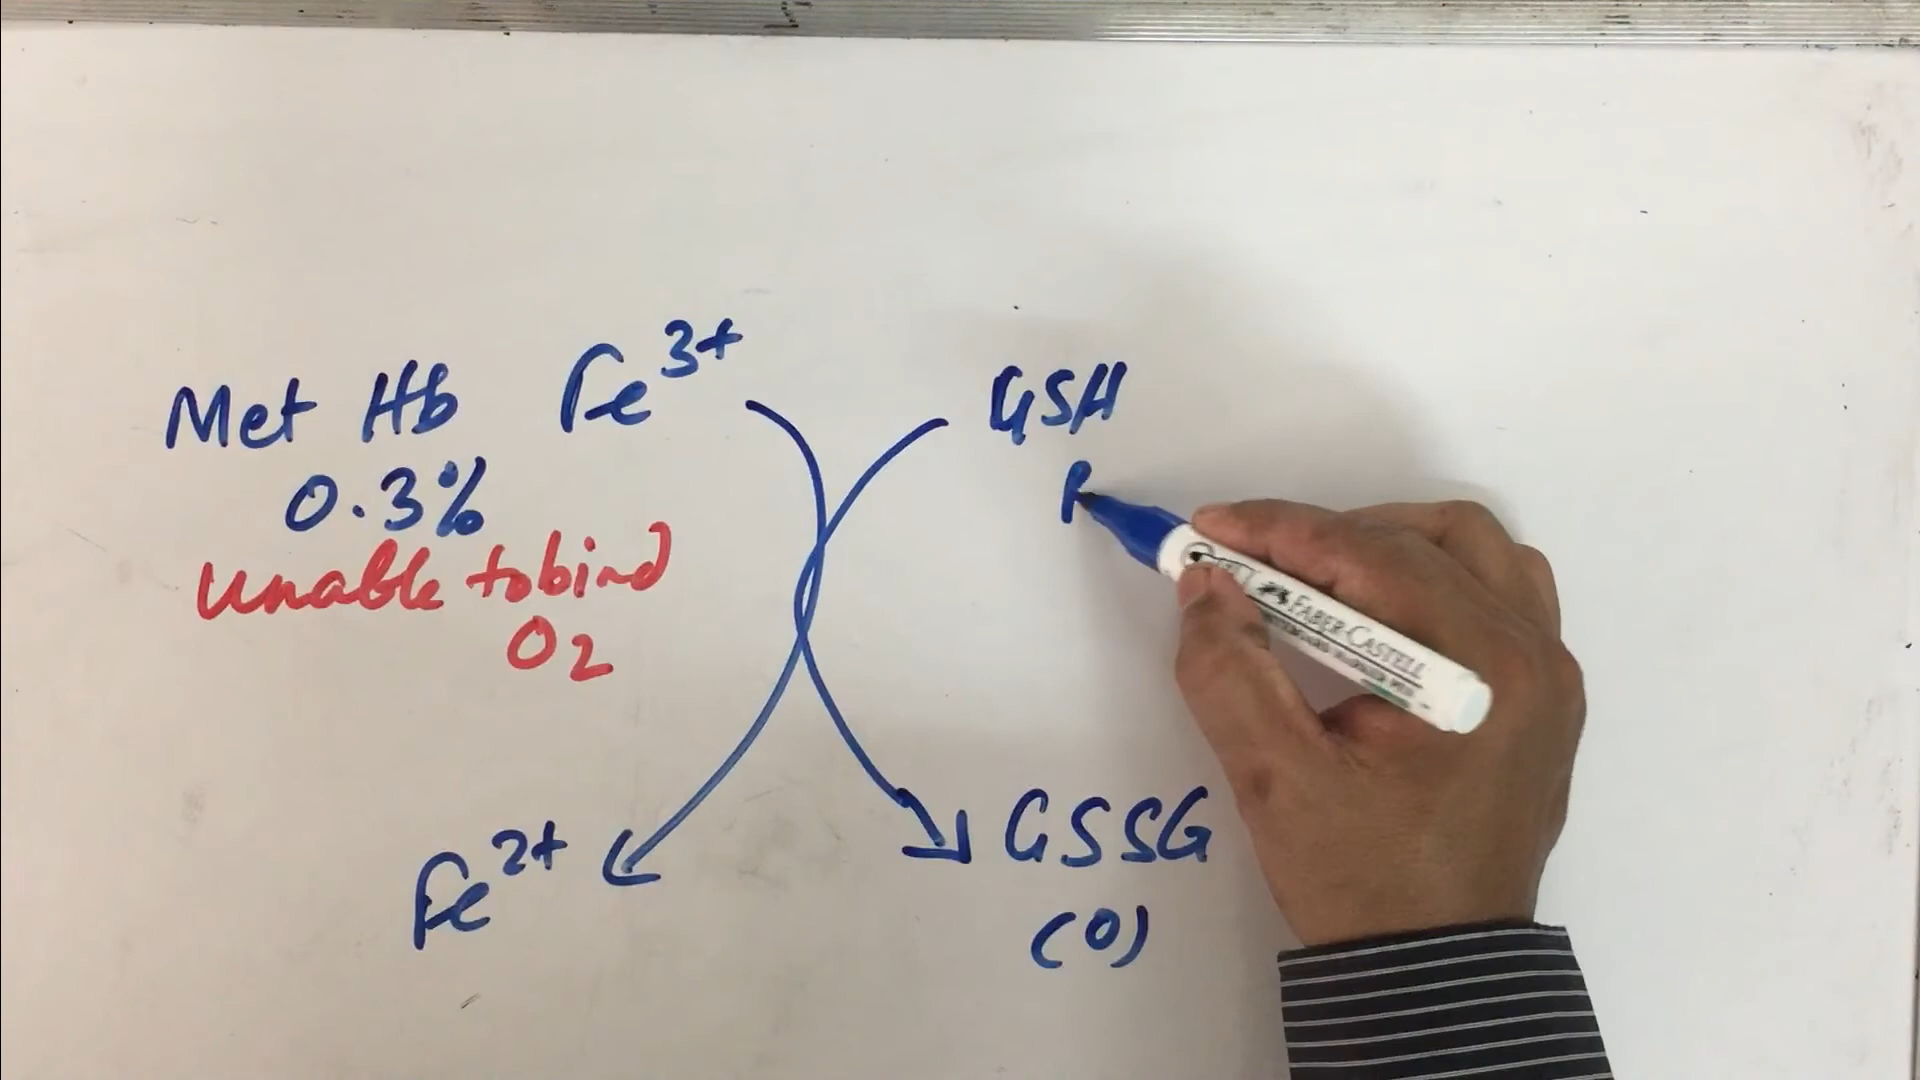 Met Hb Fe3+
0.3%
Unable to bind
O2
Fe2+
GSH
R
GSSG
(O)
FABER-CASTELL